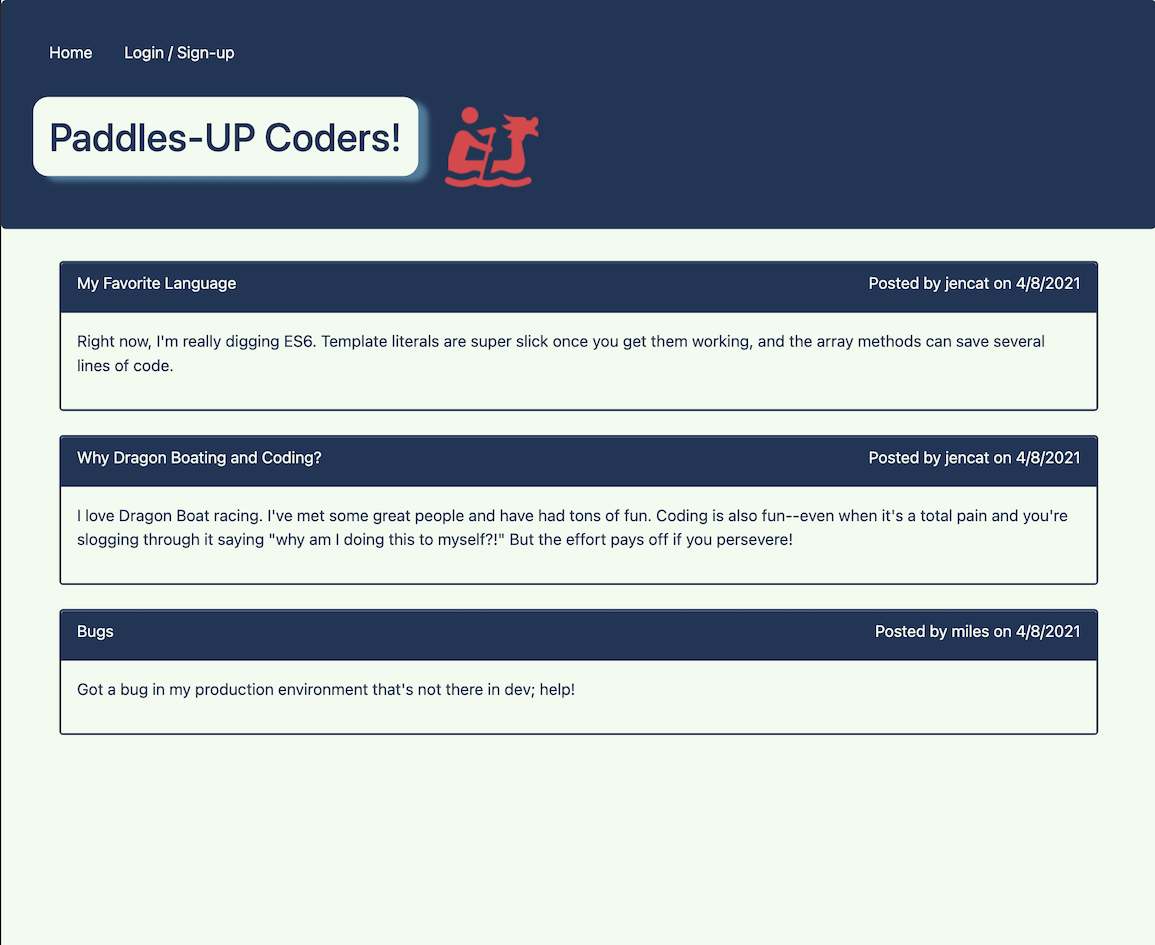 Home Login / Sign-up
Paddles-UP Coders!
My Favorite Language Posted by jencat on 4/8/2021
Right now, I'm really digging ES6. Template literals are super slick once you get them working, and the array methods can save several
lines of code.
Why Dragon Boating and Coding? Posted by jencat on 4/8/2021
I love Dragon Boat racing. I've met some great people and have had tons of fun. Coding is also fun--even when it's a total pain and you're
slogging through it saying "why am I doing this to myself?!" But the effort pays off if you persevere!
Bugs Posted by miles on 4/8/2021
Got a bug in my production environment that's not there in dev; help!